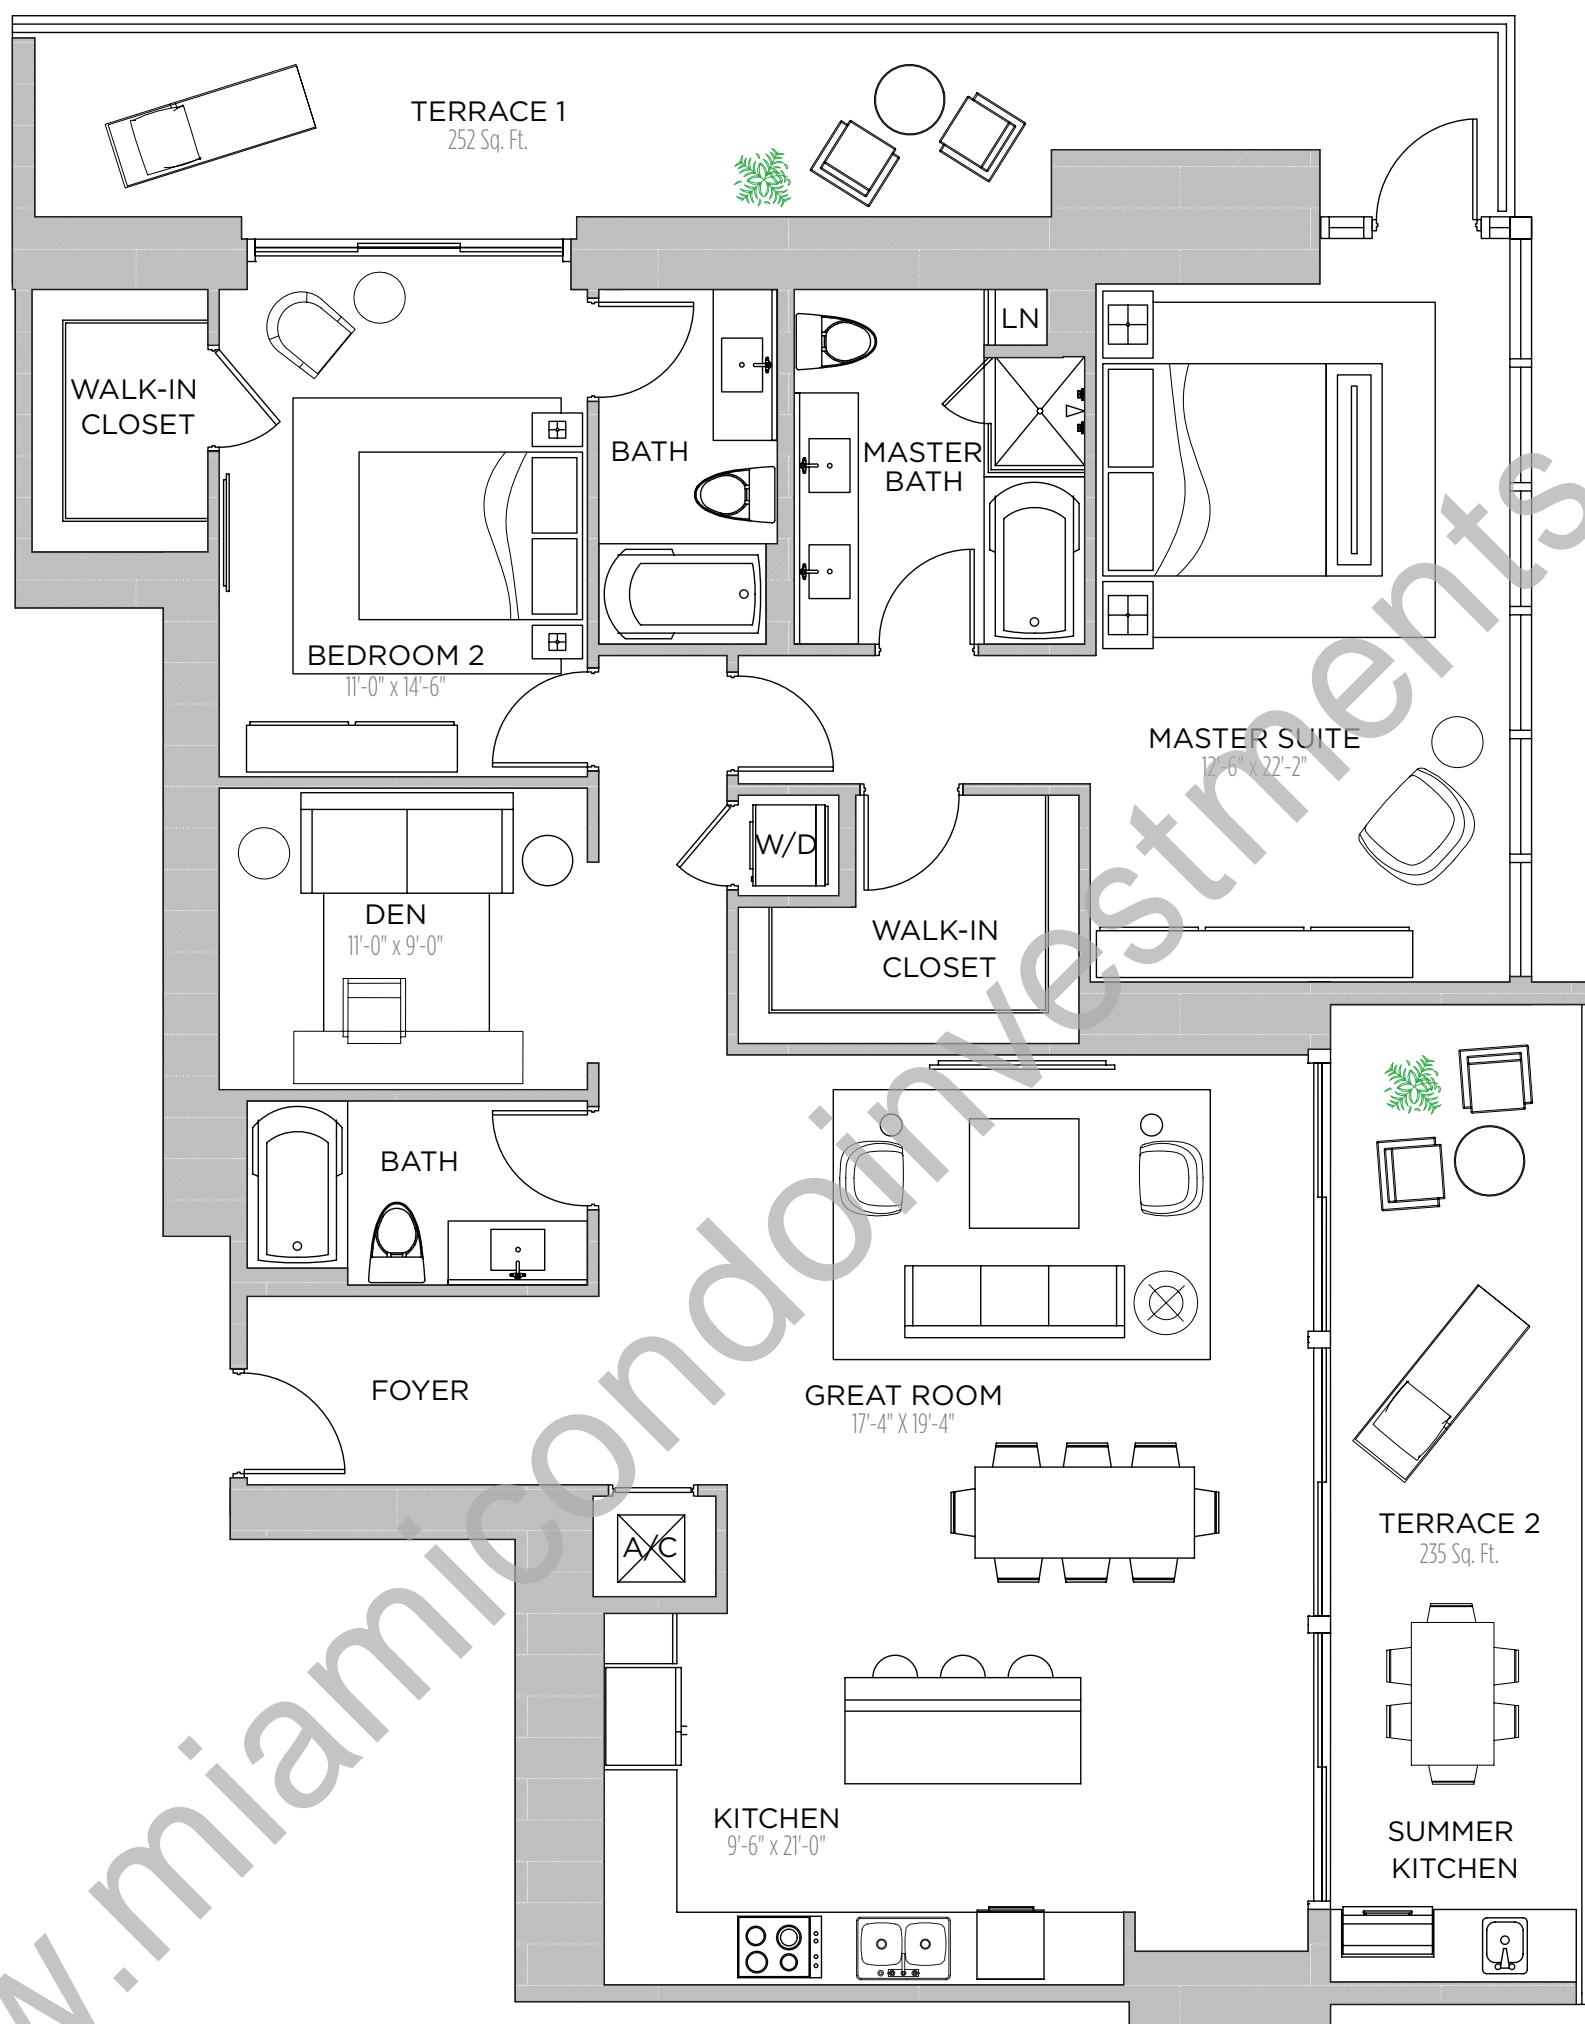 TERRACE 1
252 Sq. Ft.
LN
WALK-IN
CLOSET
BATH
MASTER
BATH
BEDROOM 2
11'-0" x 14'-6"
MASTER SUITE
12'-6" x 22'-2"
W/D
DEN
11'-0" x 9'-0"
WALK-IN
CLOSET
BATH
FOYER
GREAT ROOM
17'-4" X 19'-4"
A/C
TERRACE 2
235 Sq. Ft.
KITCHEN
9'-6" x 21'-0"
SUMMER
KITCHEN
w.miamicondoinvestments